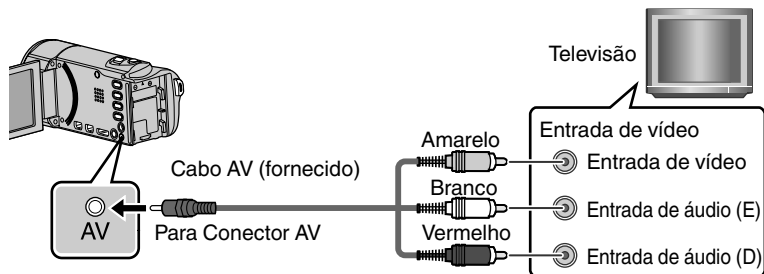 Televisão
Amarelo
Entrada de vídeo
Entrada de vídeo
Cabo AV (fornecido)
Branco
Entrada de áudio (E)
AV
Para Conector AV
Vermelho
Entrada de áudio (D)